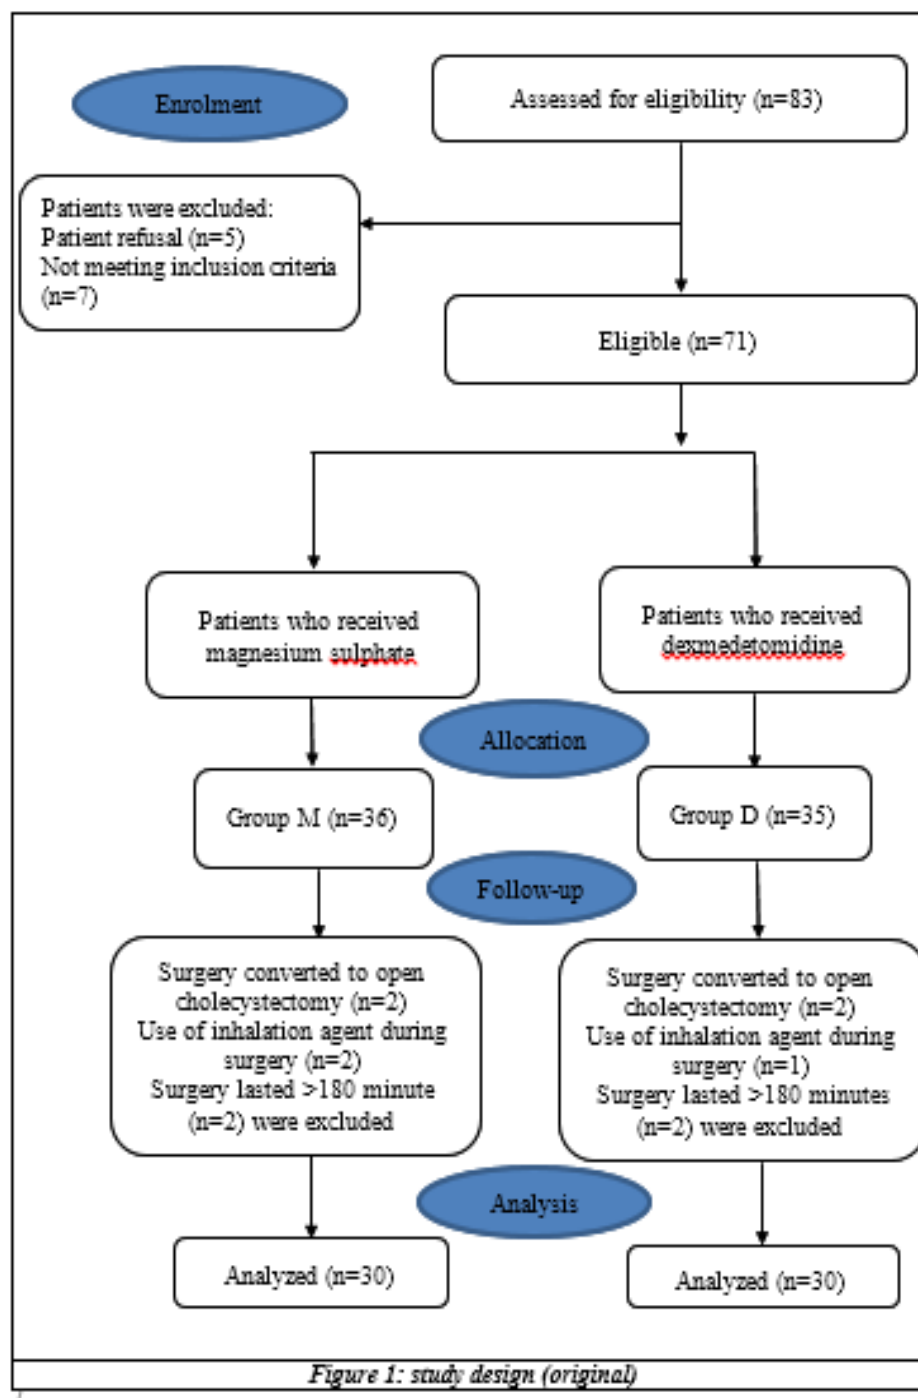 Enrolment
Assessed for eligibility (n=83)
Patients were excluded:
Patient refusal (n=5)
Not meeting inclusion criteria
(n=7)
Eligible (n=71)
Patients who received
magnesium sulphate
Patients who received
dexmedetomidine
Allocation
Group M (n=36)
Group D (n=35)
Follow-up
Surgery converted to open
cholecystectomy (n=2)
Use of inhalation agent during
surgery (n=2)
Surgery lasted >180 minute
(n=2) were excluded
Surgery converted to open
cholecystectomy (n=2)
Use of inhalation agent during
surgery (n=1)
Surgery lasted >180 minutes
(n=2) were excluded
Analysis
Analyzed (n=30)
Analyzed (n=30)
Figure 1: study design (original)